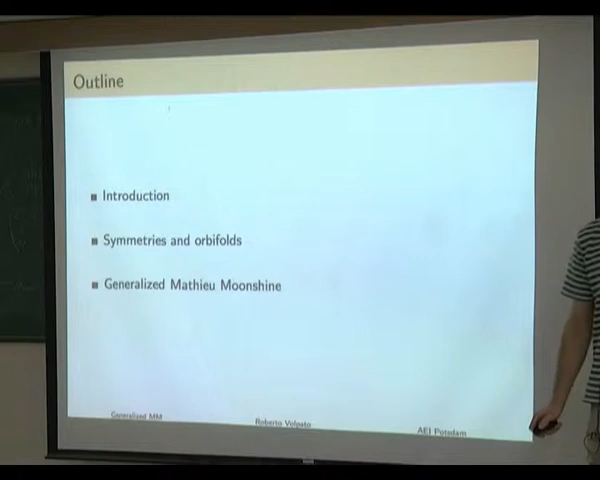 Outline
Introduction
Symmetries and orbifolds
Generalized Mathieu Moonshine
Generalized MM
Roberto Volpato
AEI Potsdam